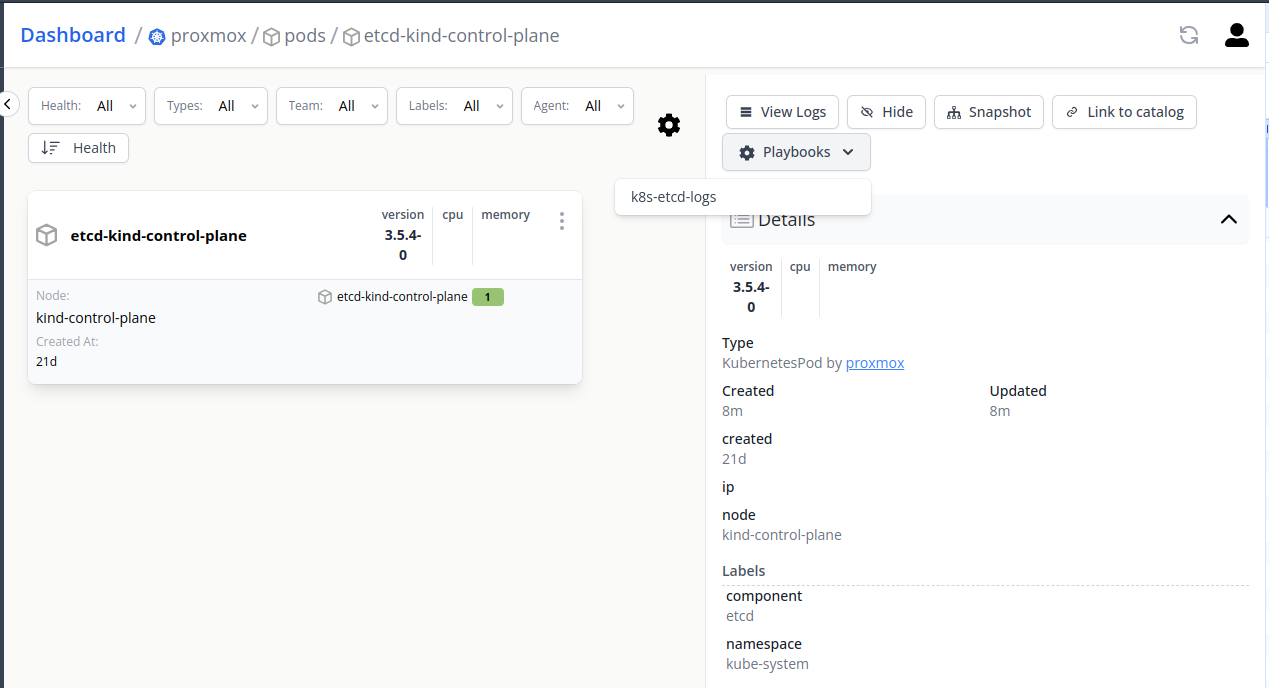 Dashboard / proxmox / pods / etcd-kind-control-plane
Health: All Types: All Team: All Labels: All Agent: All
Health
etcd-kind-control-plane
version cpu memory
3.5.4-
0
Node:
kind-control-plane
Created At:
21d
etcd-kind-control-plane 1
View Logs Hide Snapshot Link to catalog
Playbooks
k8s-etcd-logs
Details
version cpu memory
3.5.4-
0
Type
KubernetesPod by proxmox
Created Updated
8m 8m
created
21d
ip
node
kind-control-plane
Labels
component
etcd
namespace
kube-system